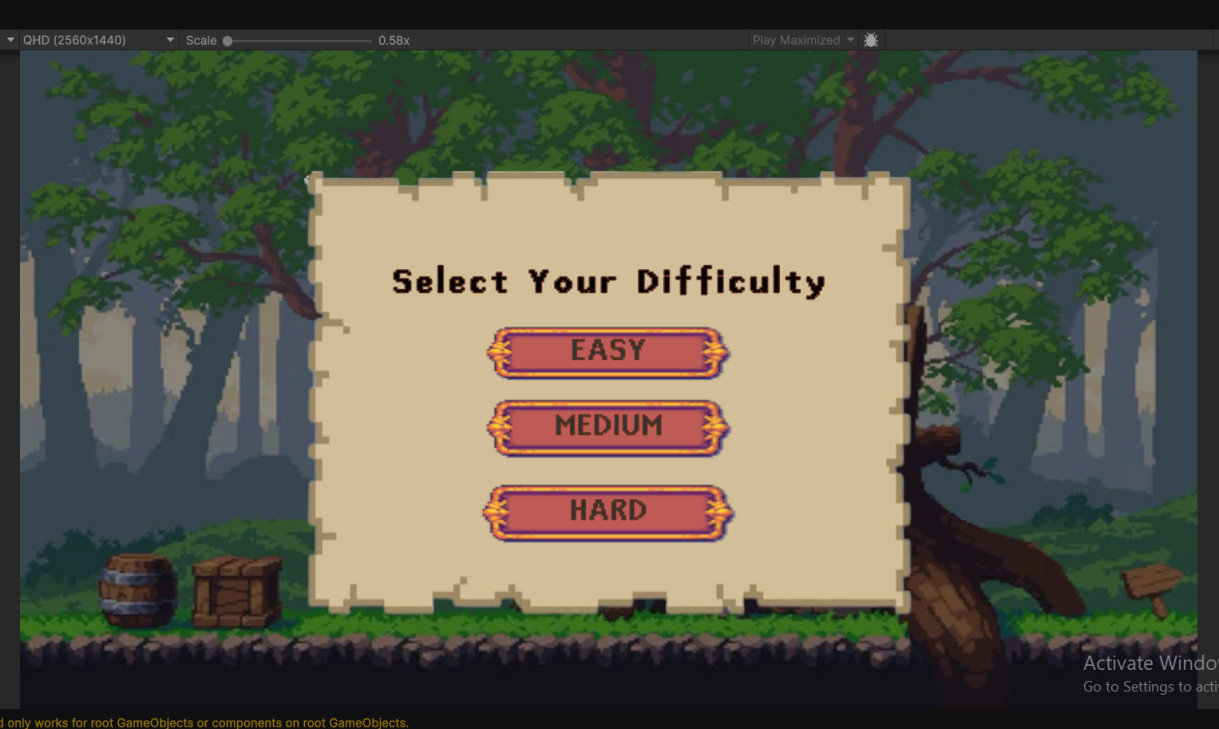 QHD (2560x1440) Scale 0.58x Play Maximized
Select Your Difficulty
EASY
MEDIUM
HARD
Activate Windo
Go to Settings to acti
d only works for root GameObjects or components on root GameObjects.